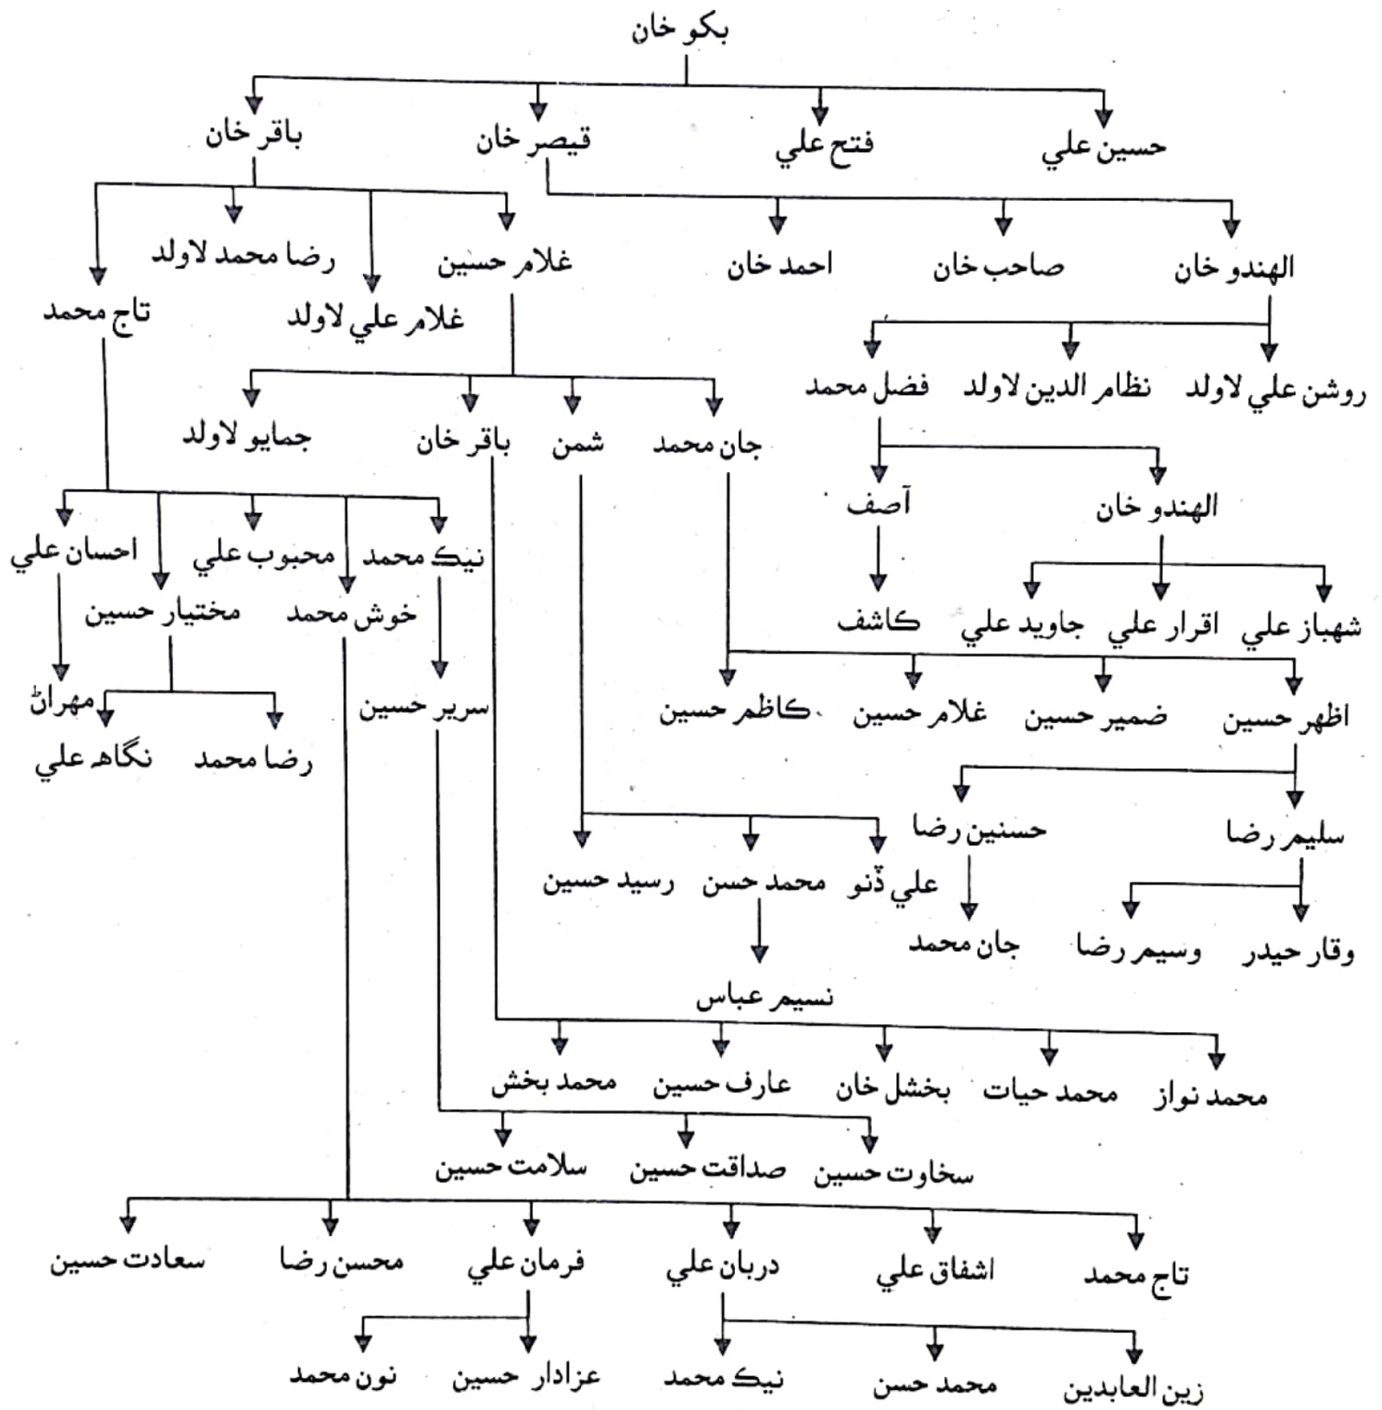 بکو خان
حسين علي فتح علي قيصر خان باقر خان
الهندو خان صاحب خان احمد خان غلام حسين رضا محمد لاولد
غلام علي لاولد تاج محمد
روشن علي لاولد نظام الدين لاولد فضل محمد
جان محمد شمن باقر خان جمايو لاولد
الهندو خان آصف
نيڪ محمد محبوب علي احسان علي
خوش محمد مختيار حسين
شهباز علي اقرار علي جاويد علي ڪاشف
اظهر حسين ضمير حسين غلام حسين ڪاظم حسين سرير حسين مهراڻ
رضا محمد نگاهه علي
سليم رضا حسنين رضا
علي ڏنو محمد حسن رسيد حسين
وقار حيدر وسيم رضا جان محمد
نسيم عباس
محمد نواز محمد حيات بخشل خان عارف حسين محمد بخش
سخاوت حسين صداقت حسين سلامت حسين
تاج محمد اشفاق علي دربان علي فرمان علي محسن رضا سعادت حسين
زين العابدين محمد حسن نيڪ محمد عزادار حسين نون محمد